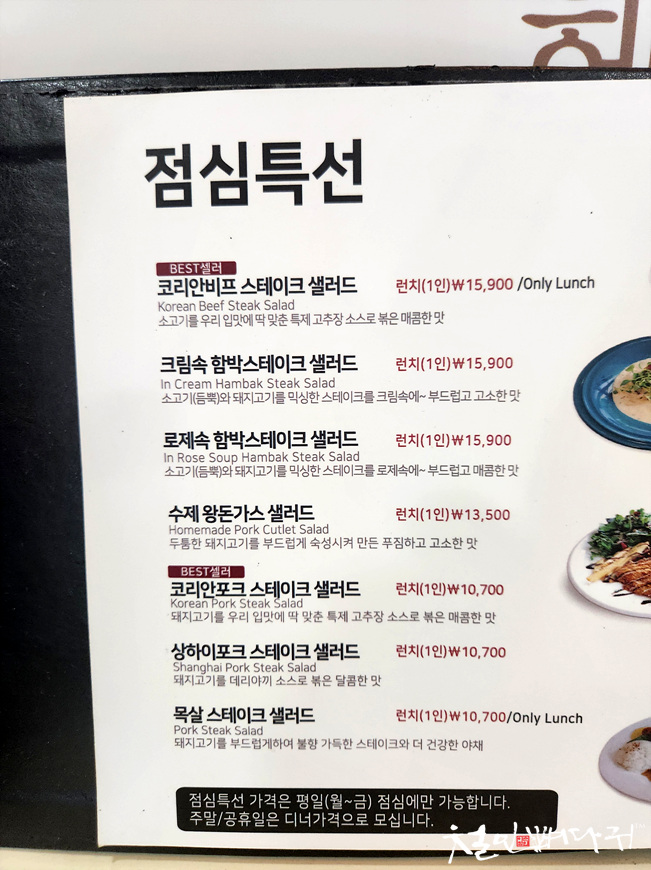 점심특선
BEST셀러
코리안비프 스테이크 샐러드 런치(1인)₩15,900 /Only Lunch
Korean Beef Steak Salad
소고기를 우리 입맛에 딱 맞춘 특제 고추장 소스로 볶은 매콤한 맛
크림속 함박스테이크 샐러드 런치(1인)₩15,900
In Cream Hambak Steak Salad
소고기(듬뿍)와 돼지고기를 믹싱한 스테이크를 크림속에~ 부드럽고 고소한 맛
로제속 함박스테이크 샐러드 런치(1인)₩15,900
In Rose Soup Hambak Steak Salad
소고기(듬뿍)와 돼지고기를 믹싱한 스테이크를 로제속에~ 부드럽고 매콤한 맛
수제 왕돈가스 샐러드 런치(1인)₩13,500
Homemade Pork Cutlet Salad
두툼한 돼지고기를 부드럽게 숙성시켜 만든 푸짐하고 고소한 맛
BEST셀러
코리안포크 스테이크 샐러드 런치(1인)₩10,700
Korean Pork Steak Salad
돼지고기를 우리 입맛에 딱 맞춘 특제 고추장 소스로 볶은 매콤한 맛
상하이포크 스테이크 샐러드 런치(1인)₩10,700
Shanghai Pork Steak Salad
돼지고기를 데리야끼 소스로 볶은 달콤한 맛
목살 스테이크 샐러드 런치(1인)₩10,700/Only Lunch
Pork Steak Salad
돼지고기를 부드럽게하여 불향 가득한 스테이크와 더 건강한 야채
점심특선 가격은 평일(월~금) 점심에만 가능합니다.
주말/공휴일은 디너가격으로 모십니다.